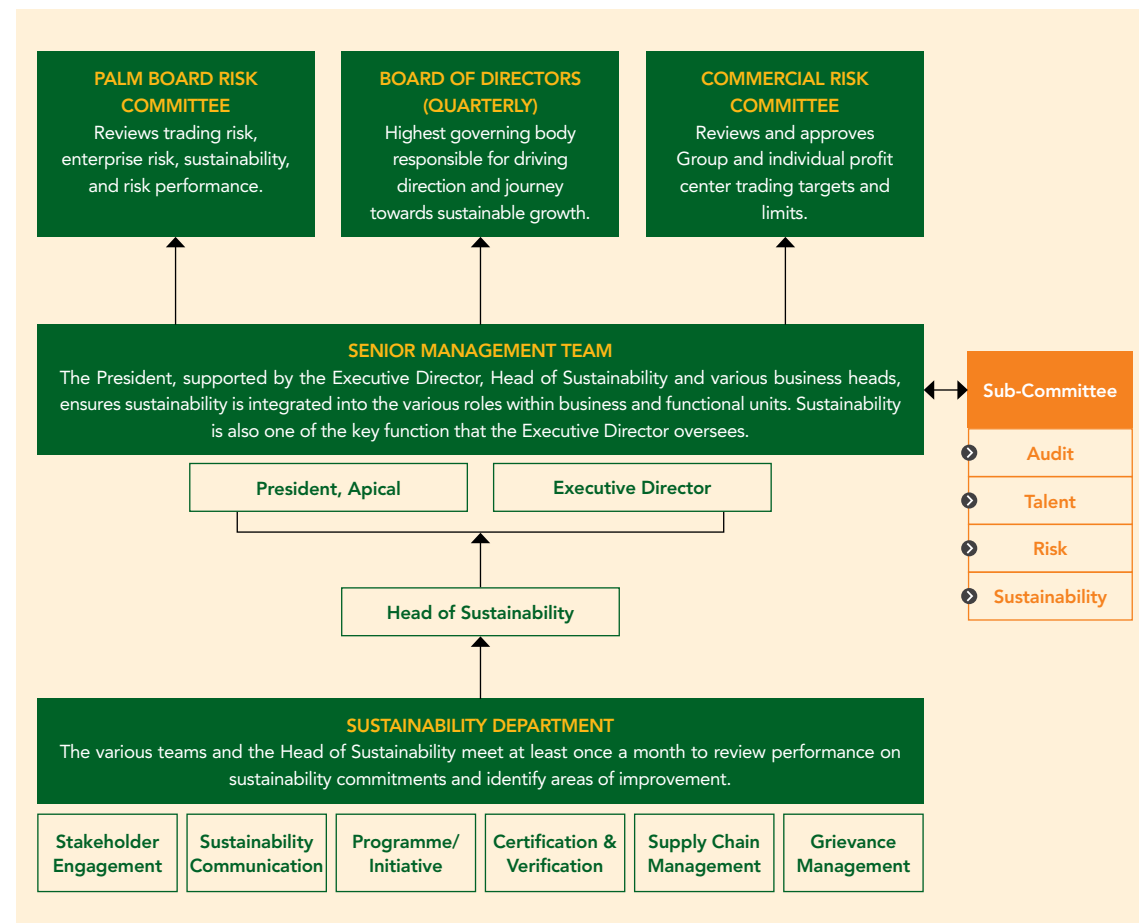 PALM BOARD RISK
COMMITTEE
Reviews trading risk,
enterprise risk, sustainability,
and risk performance.
BOARD OF DIRECTORS
(QUARTERLY)
Highest governing body
responsible for driving
direction and journey
towards sustainable growth.
COMMERCIAL RISK
COMMITTEE
Reviews and approves
Group and individual profit
center trading targets and
limits.
SENIOR MANAGEMENT TEAM
The President, supported by the Executive Director, Head of Sustainability and various business heads,
ensures sustainability is integrated into the various roles within business and functional units. Sustainability
is also one of the key function that the Executive Director oversees.
Sub-Committee
Audit
Talent
Risk
Sustainability
President, Apical
Executive Director
Head of Sustainability
SUSTAINABILITY DEPARTMENT
The various teams and the Head of Sustainability meet at least once a month to review performance on
sustainability commitments and identify areas of improvement.
Stakeholder
Engagement
Sustainability
Communication
Programme/
Initiative
Certification &
Verification
Supply Chain
Management
Grievance
Management